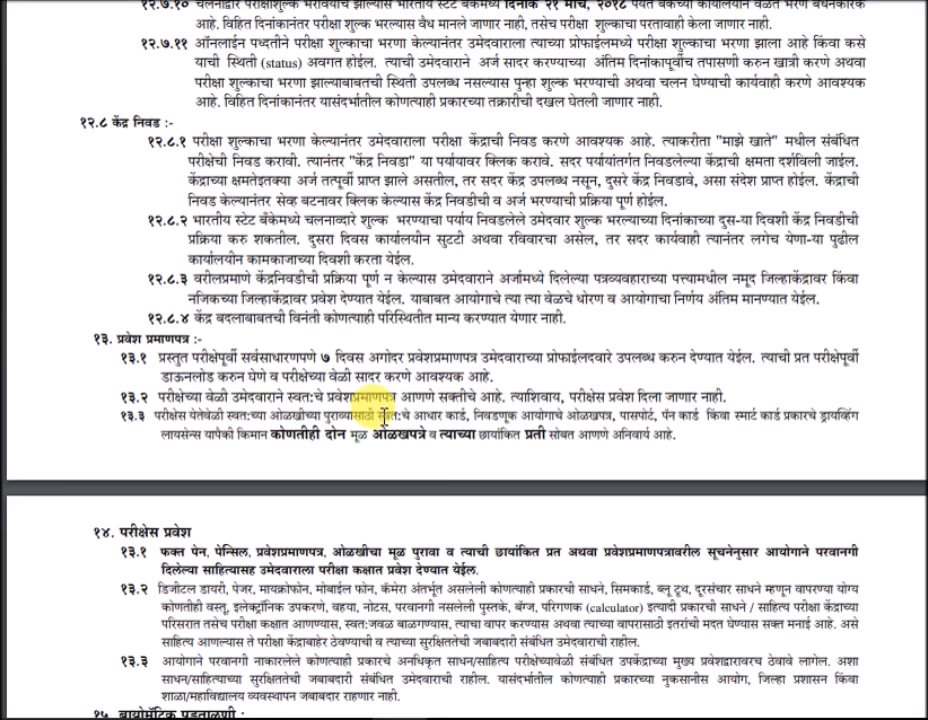 १२.७.१० चलनाद्वारे परीक्षाशुल्क भरावयाचे झाल्यास भारतीय स्टेट बँकेमध्ये दिनांक २१ मार्च, २०१८ पर्यंत बँकेच्या कार्यालयीन वेळेत भरणे बंधनकारक
आहे. विहित दिनांकानंतर परीक्षा शुल्क भरल्यास वैध मानले जाणार नाही, तसेच परीक्षा शुल्काचा परतावाही केला जाणार नाही.
१२.७.११ ऑनलाईन पध्दतीने परीक्षा शुल्काचा भरणा केल्यानंतर उमेदवाराला त्याच्या प्रोफाईलमध्ये परीक्षा शुल्काचा भरणा झाला आहे किंवा कसे
याची स्थिती (status) अवगत होईल. त्याची उमेदवाराने अर्ज सादर करण्याच्या अंतिम दिनांकापूर्वीच तपासणी करुन खात्री करणे अथवा
परीक्षा शुल्काचा भरणा झाल्याबाबतची स्थिती उपलब्ध नसल्यास पुन्हा शुल्क भरण्याची अथवा चलन घेण्याची कार्यवाही करणे आवश्यक
आहे. विहित दिनांकानंतर यासंदर्भातील कोणत्याही प्रकारच्या तक्रारीची दखल घेतली जाणार नाही.
१२.८ केंद्र निवड :-
१२.८.१ परीक्षा शुल्काचा भरणा केल्यानंतर उमेदवाराला परीक्षा केंद्राची निवड करणे आवश्यक आहे. त्याकरीता "माझे खाते" मधील संबंधित
परीक्षेची निवड करावी. त्यानंतर "केंद्र निवडा" या पर्यायावर क्लिक करावे. सदर पर्यायांतर्गत निवडलेल्या केंद्राची क्षमता दर्शविली जाईल.
केंद्राच्या क्षमतेइतक्या अर्ज तत्पूर्वी प्राप्त झाले असतील, तर सदर केंद्र उपलब्ध नसून, दुसरे केंद्र निवडावे, असा संदेश प्राप्त होईल. केंद्राची
निवड केल्यानंतर सेव्ह बटनावर क्लिक केल्यास केंद्र निवडीची व अर्ज भरण्याची प्रक्रिया पूर्ण होईल.
१२.८.२ भारतीय स्टेट बँकेमध्ये चलनाव्दारे शुल्क भरण्याचा पर्याय निवडलेले उमेदवार शुल्क भरल्याच्या दिनांकाच्या दुस-या दिवशी केंद्र निवडीची
प्रक्रिया करु शकतील. दुसरा दिवस कार्यालयीन सुटटी अथवा रविवारचा असेल, तर सदर कार्यवाही त्यानंतर लगेच येणा-या पुढील
कार्यालयीन कामकाजाच्या दिवशी करता येईल.
१२.८.३ वरीलप्रमाणे केंद्रनिवडीची प्रक्रिया पूर्ण न केल्यास उमेदवाराने अर्जामध्ये दिलेल्या पत्रव्यवहाराच्या पत्त्यामधील नमूद जिल्हाकेंद्रावर किंवा
नजिकच्या जिल्हाकेंद्रावर प्रवेश देण्यात येईल. याबाबत आयोगाचे त्या त्या वेळचे धोरण व आयोगाचा निर्णय अंतिम मानण्यात येईल.
१२.८.४ केंद्र बदलाबाबतची विनंती कोणत्याही परिस्थितीत मान्य करण्यात येणार नाही.
१३. प्रवेश प्रमाणपत्र :-
१३.१ प्रस्तुत परीक्षेपूर्वी सर्वसाधारणपणे ७ दिवस अगोदर प्रवेशप्रमाणपत्र उमेदवाराच्या प्रोफाईलदवारे उपलब्ध करुन देण्यात येईल. त्याची प्रत परीक्षेपूर्वी
डाऊनलोड करुन घेणे व परीक्षेच्या वेळी सादर करणे आवश्यक आहे.
१३.२ परीक्षेच्या वेळी उमेदवाराने स्वत:चे प्रवेशप्रमाणपत्र आणणे सक्तीचे आहे. त्याशिवाय, परीक्षेस प्रवेश दिला जाणार नाही.
१३.३ परीक्षेस येतेवेळी स्वत:च्या ओळखीच्या पुराव्यासाठी स्वत:चे आधार कार्ड, निवडणूक आयोगाचे ओळखपत्र, पासपोर्ट, पॅन कार्ड किंवा स्मार्ट कार्ड प्रकारचे ड्रायव्हिंग
लायसेन्स यापैकी किमान कोणतीही दोन मूळ ओळखपत्रे व त्याच्या छायांकित प्रती सोबत आणणे अनिवार्य आहे.
१४. परीक्षेस प्रवेश
१३.१ फक्त पेन, पेन्सिल, प्रवेशप्रमाणपत्र, ओळखीचा मूळ पुरावा व त्याची छायांकित प्रत अथवा प्रवेशप्रमाणपत्रावरील सूचनेनुसार आयोगाने परवानगी
दिलेल्या साहित्यासह उमेदवाराला परीक्षा कक्षात प्रवेश देण्यात येईल.
१३.२ डिजीटल डायरी, पेजर, मायक्रोफोन, मोबाईल फोन, कॅमेरा अंतर्भूत असलेली कोणत्याही प्रकारची साधने, सिमकार्ड, ब्लू टूथ, दूरसंचार साधने म्हणून वापरण्या योग्य
कोणतीही वस्तू, इलेक्ट्रॉनिक उपकरणे, वहया, नोटस, परवानगी नसलेली पुस्तके, बॅग्ज, परिगणक (calculator) इत्यादी प्रकारची साधने / साहित्य परीक्षा केंद्राच्या
परिसरात तसेच परीक्षा कक्षात आणण्यास, स्वत:जवळ बाळगण्यास, त्याचा वापर करण्यास अथवा त्याच्या वापरासाठी इतरांची मदत घेण्यास सक्त मनाई आहे. असे
साहित्य आणल्यास ते परीक्षा केंद्राबाहेर ठेवण्याची व त्याच्या सुरक्षिततेची जबाबदारी संबंधित उमेदवाराची राहील.
१३.३ आयोगाने परवानगी नाकारलेले कोणत्याही प्रकारचे अनधिकृत साधन/साहित्य परीक्षेच्यावेळी संबंधित उपकेंद्राच्या मुख्य प्रवेशद्वारावरच ठेवावे लागेल. अशा
साधन/साहित्याच्या सुरक्षिततेची जबाबदारी संबंधित उमेदवाराची राहील. यासंदर्भातील कोणत्याही प्रकारच्या नुकसानीस आयोग, जिल्हा प्रशासन किंवा
शाळा/महाविद्यालय व्यवस्थापन जबाबदार राहणार नाही.
१५. बायोमॅट्रिक पडताळणी :